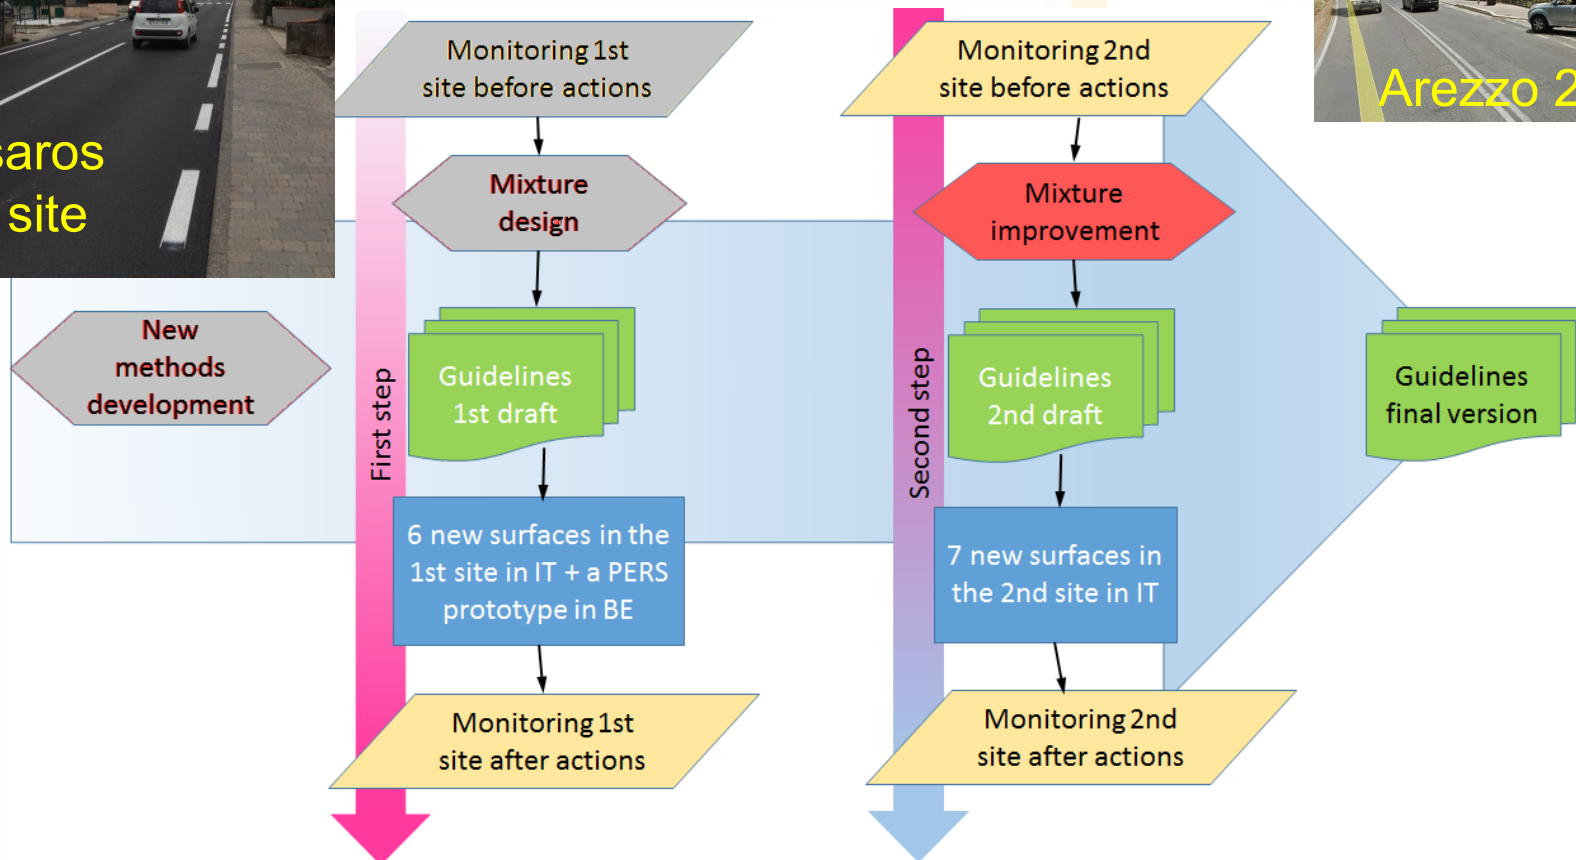 saros
site
Arezzo 2
New
methods
development
First step
Monitoring 1st
site before actions
Mixture
design
Guidelines
1st draft
6 new surfaces in the
1st site in IT + a PERS
prototype in BE
Monitoring 1st
site after actions
Second step
Monitoring 2nd
site before actions
Mixture
improvement
Guidelines
2nd draft
7 new surfaces in
the 2nd site in IT
Monitoring 2nd
site after actions
Guidelines
final version